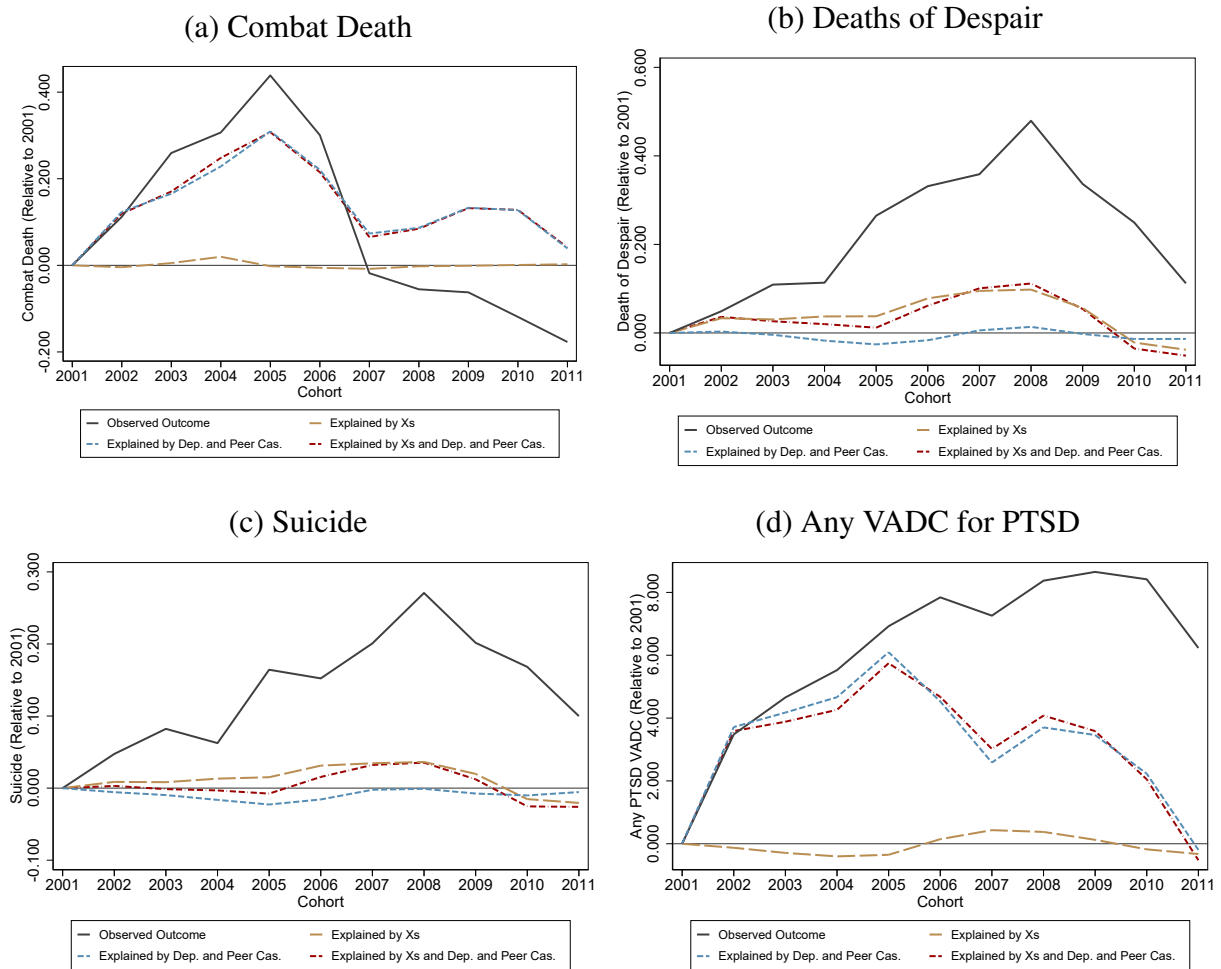 (a) Combat Death
Combat Death (Relative to 2001)
0.400
0.200
0.000
-0.200
2001 2002 2003 2004 2005 2006 2007 2008 2009 2010 2011
Cohort
Observed Outcome
Explained by Xs
Explained by Dep. and Peer Cas.
Explained by Xs and Dep. and Peer Cas.
(b) Deaths of Despair
Death of Despair (Relative to 2001)
0.600
0.400
0.200
0.000
2001 2002 2003 2004 2005 2006 2007 2008 2009 2010 2011
Cohort
Observed Outcome
Explained by Xs
Explained by Dep. and Peer Cas.
Explained by Xs and Dep. and Peer Cas.
(c) Suicide
Suicide (Relative to 2001)
0.300
0.200
0.100
0.000
-0.100
2001 2002 2003 2004 2005 2006 2007 2008 2009 2010 2011
Cohort
Observed Outcome
Explained by Xs
Explained by Dep. and Peer Cas.
Explained by Xs and Dep. and Peer Cas.
(d) Any VADC for PTSD
Any PTSD VADC (Relative to 2001)
8.000
6.000
4.000
2.000
0.000
2001 2002 2003 2004 2005 2006 2007 2008 2009 2010 2011
Cohort
Observed Outcome
Explained by Xs
Explained by Dep. and Peer Cas.
Explained by Xs and Dep. and Peer Cas.